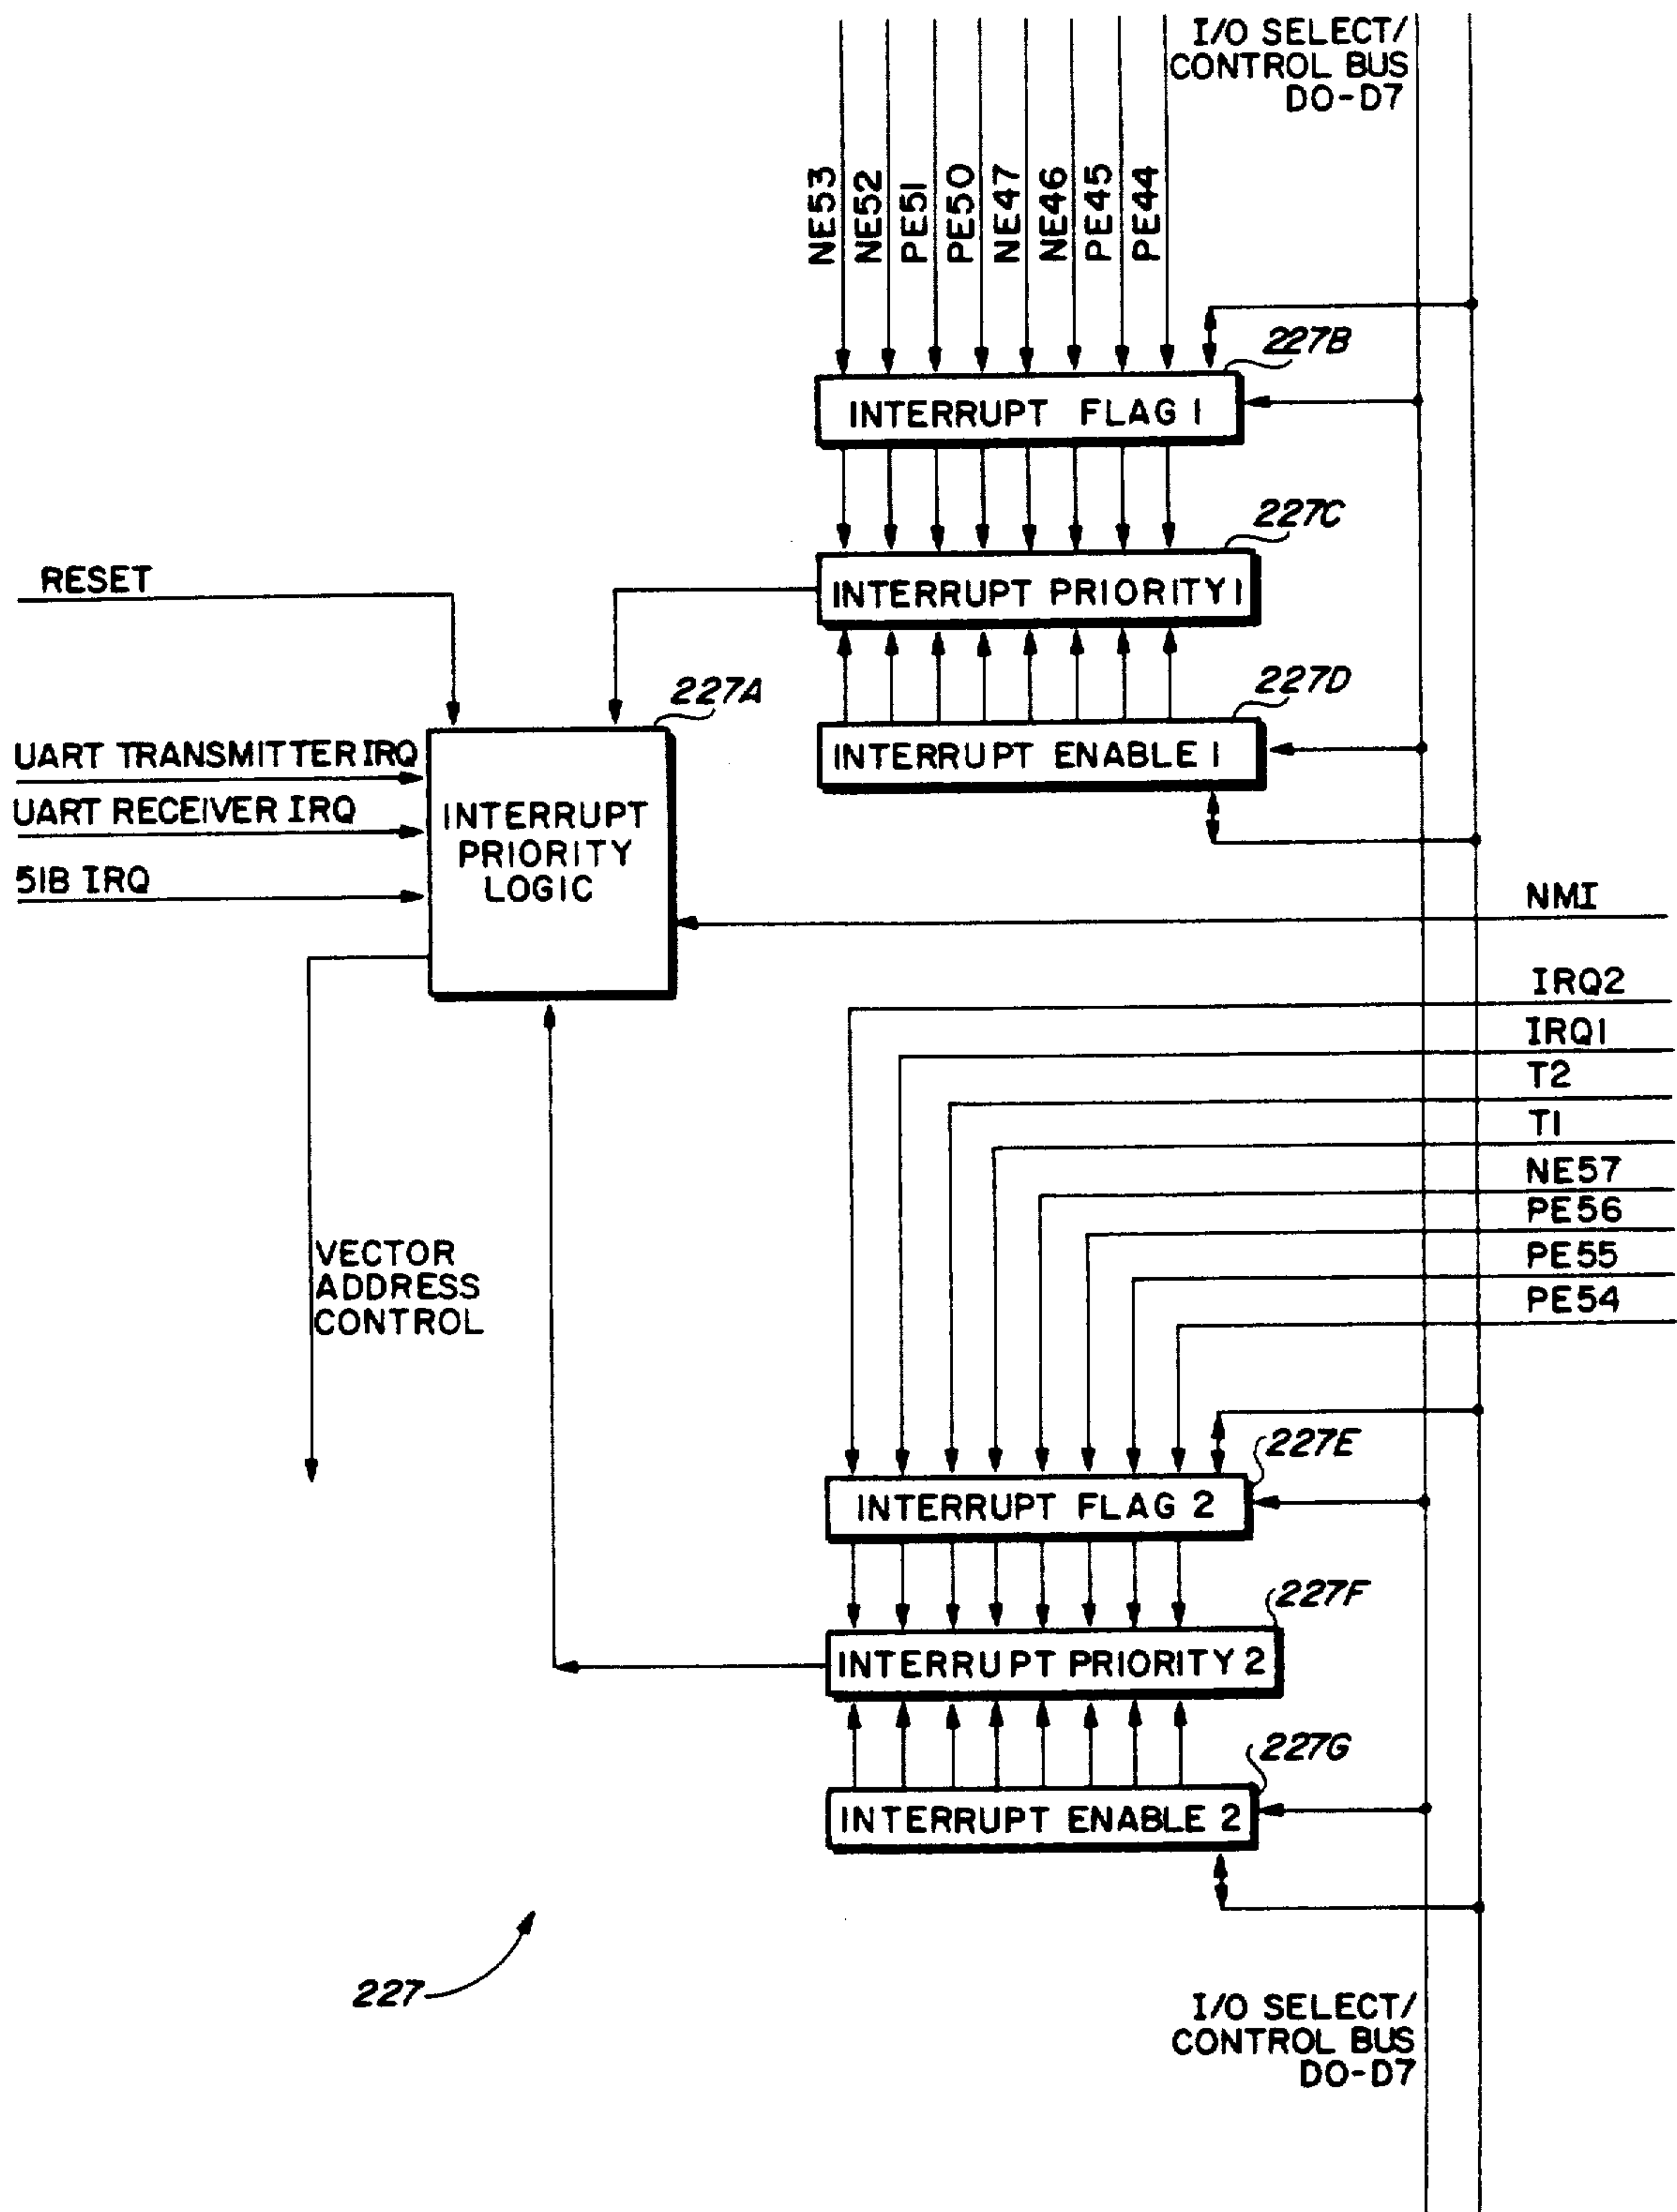 I/O SELECT/
CONTROL BUS
D0-D7
NE53
NE52
PE51
PE50
NE47
NE46
PE45
PE44
227B
INTERRUPT FLAG 1
227C
INTERRUPT PRIORITY 1
RESET
227A
227D
INTERRUPT ENABLE 1
UART TRANSMITTER IRQ
UART RECEIVER IRQ
SIB IRQ
INTERRUPT
PRIORITY
LOGIC
NMI
IRQ2
IRQ1
T2
T1
NE57
PE56
PE55
PE54
VECTOR
ADDRESS
CONTROL
227E
INTERRUPT FLAG 2
227F
INTERRUPT PRIORITY 2
227G
INTERRUPT ENABLE 2
227
I/O SELECT/
CONTROL BUS
D0-D7